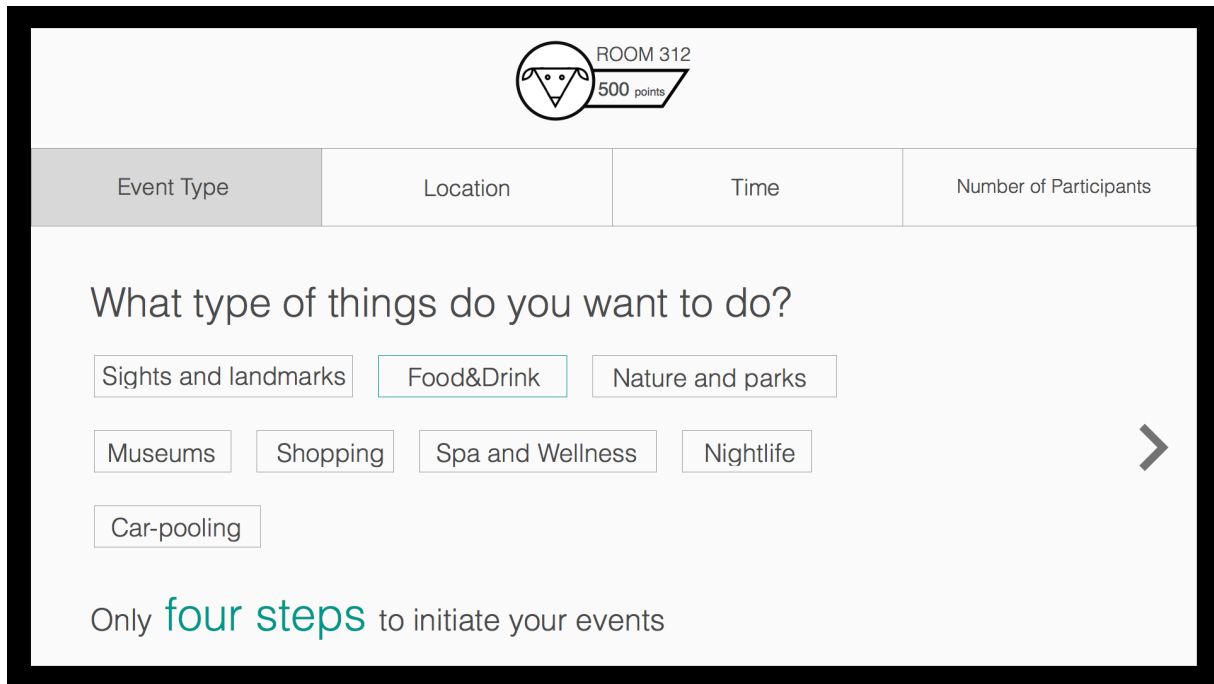 ROOM 312
500 points
Event Type Location Time Number of Participants
What type of things do you want to do?
Sights and landmarks Food&Drink Nature and parks
Museums Shopping Spa and Wellness Nightlife
Car-pooling
Only four steps to initiate your events